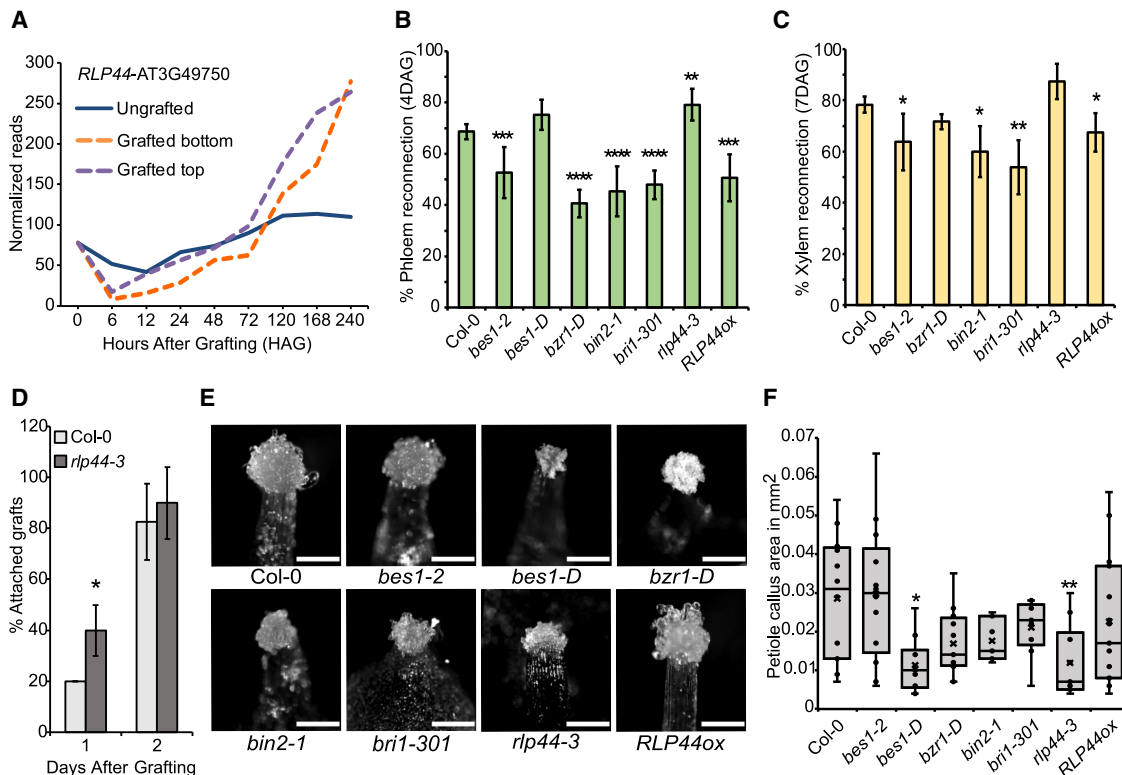 A
RLP44-AT3G49750
Ungrafted
Grafted bottom
Grafted top
Normalized reads
300
250
200
150
100
50
0
0 6 12 24 48 72 120 168 240
Hours After Grafting (HAG)
B
% Phloem reconnection (4DAG)
100
80
60
40
20
0
***
****
****
****
**
***
Col-0 bes1-2 bes1-D bzr1-D bin2-1 bri1-301 rlp44-3 RLP44ox
C
% Xylem reconnection (7DAG)
100
80
60
40
20
0
*
*
**
*
Col-0 bes1-2 bzr1-D bin2-1 bri1-301 rlp44-3 RLP44ox
D
Col-0
rlp44-3
% Attached grafts
120
100
80
60
40
20
0
*
1 2
Days After Grafting
E
Col-0 bes1-2 bes1-D bzr1-D
bin2-1 bri1-301 rlp44-3 RLP44ox
F
Petiole callus area in mm2
0.07
0.06
0.05
0.04
0.03
0.02
0.01
0
*
**
Col-0 bes1-2 bes1-D bzr1-D bin2-1 bri1-301 rlp44-3 RLP44ox